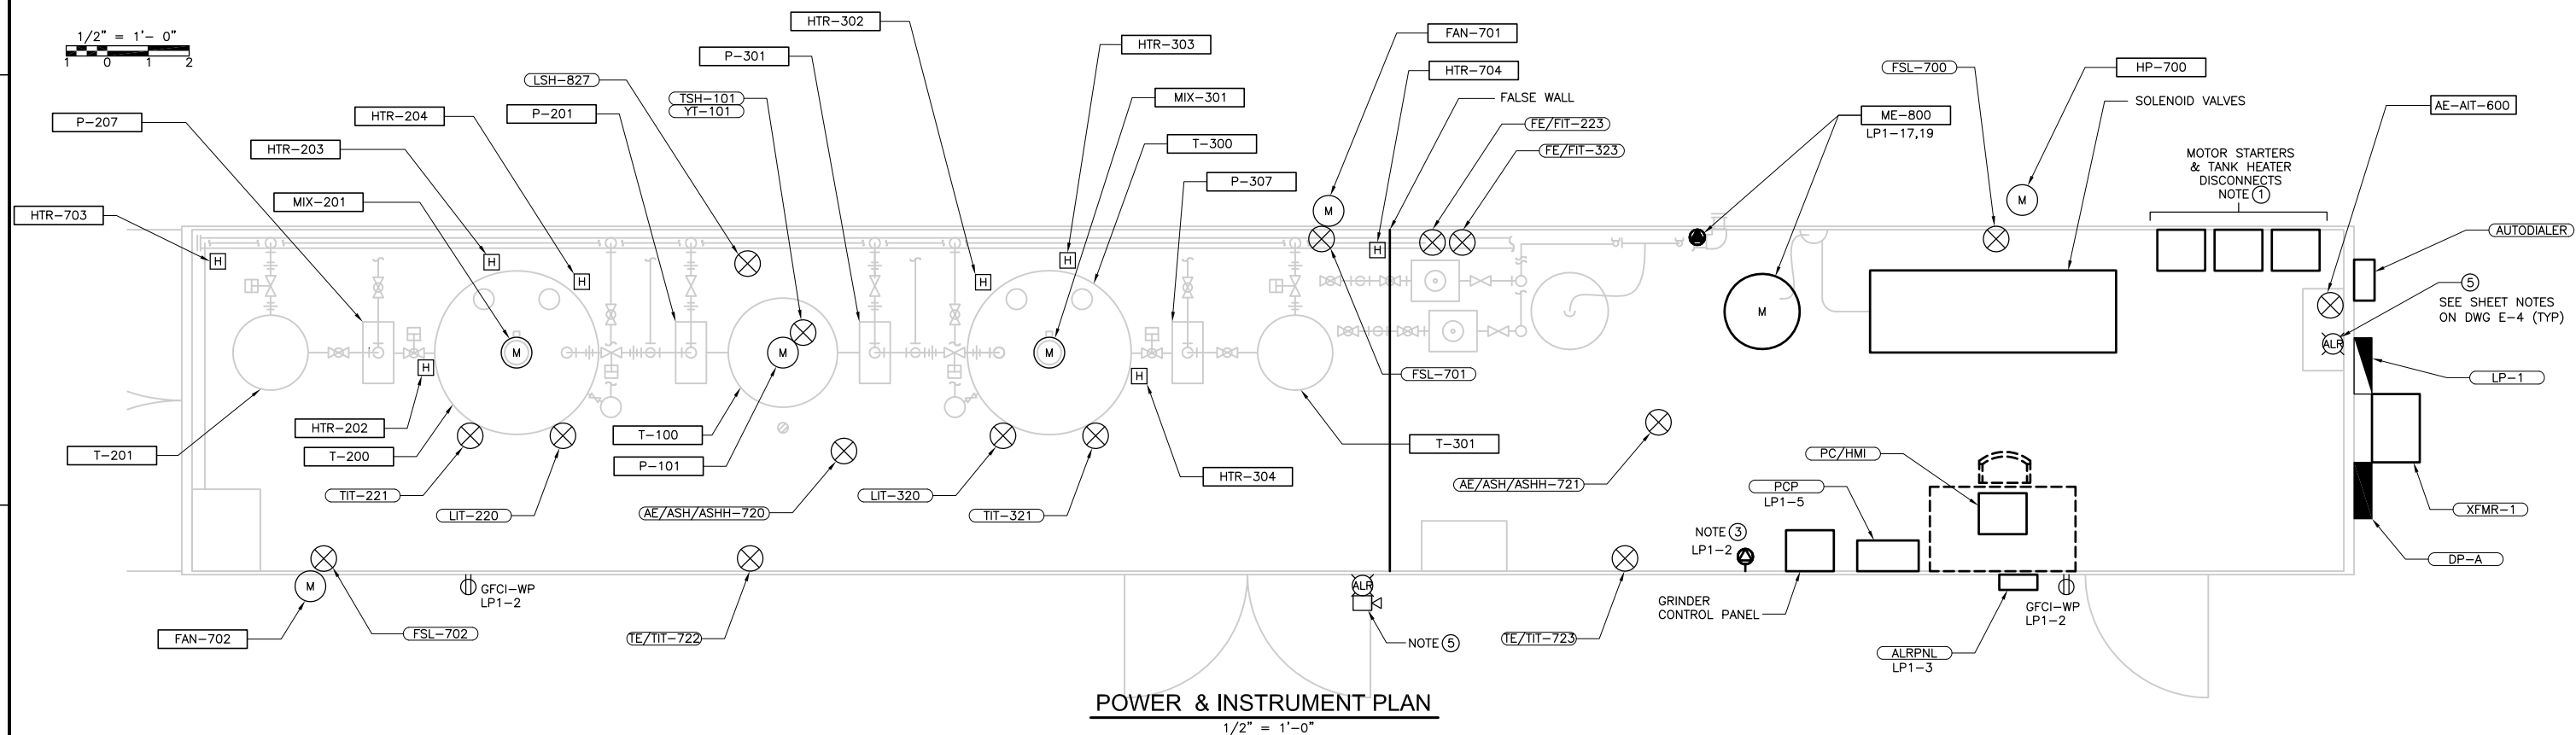 1/2" = 1'- 0"
1 0 1 2
HTR-302
P-301
HTR-303
FAN-701
HTR-704
FALSE WALL
FSL-700
HP-700
SOLENOID VALVES
LSH-827
TSH-101
YT-101
MIX-301
ME-800
LP1-17,19
AE-AIT-600
P-207
HTR-204
P-201
FE/FIT-223
HTR-203
T-300
FE/FIT-323
MOTOR STARTERS
& TANK HEATER
DISCONNECTS
NOTE 1
MIX-201
P-307
HTR-703
M
M
AUTODIALER
H
H
H
H
H
H
5
SEE SHEET NOTES
ON DWG E-4 (TYP)
M
M
M
M
ALR
H
H
FSL-701
LP-1
HTR-202
T-100
T-301
T-201
T-200
P-101
HTR-304
PC/HMI
TIT-221
LIT-320
AE/ASH/ASHH-721
PCP
LP1-5
LIT-220
AE/ASH/ASHH-720
TIT-321
XFMR-1
NOTE 3
LP1-2
DP-A
M
GFCI-WP
LP1-2
ALR
GRINDER
CONTROL PANEL
GFCI-WP
LP1-2
FAN-702
FSL-702
TE/TIT-722
NOTE 5
TE/TIT-723
ALRPNL
LP1-3
POWER & INSTRUMENT PLAN
1/2" = 1'-0"